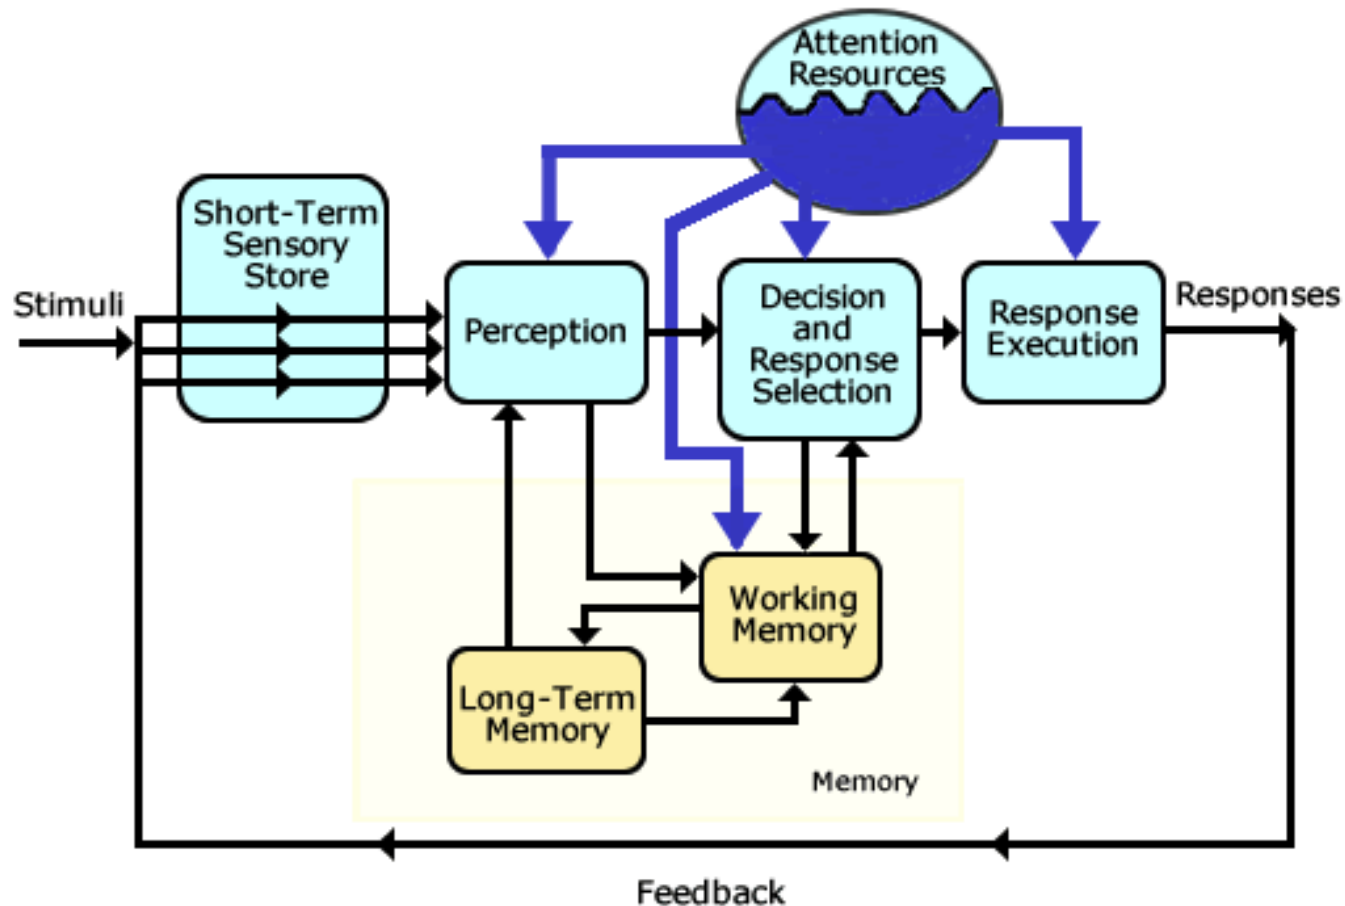 Attention
Resources
Short-Term
Sensory
Store
Stimuli
Perception
Decision
and
Response
Selection
Response
Execution
Responses
Working
Memory
Long-Term
Memory
Memory
Feedback